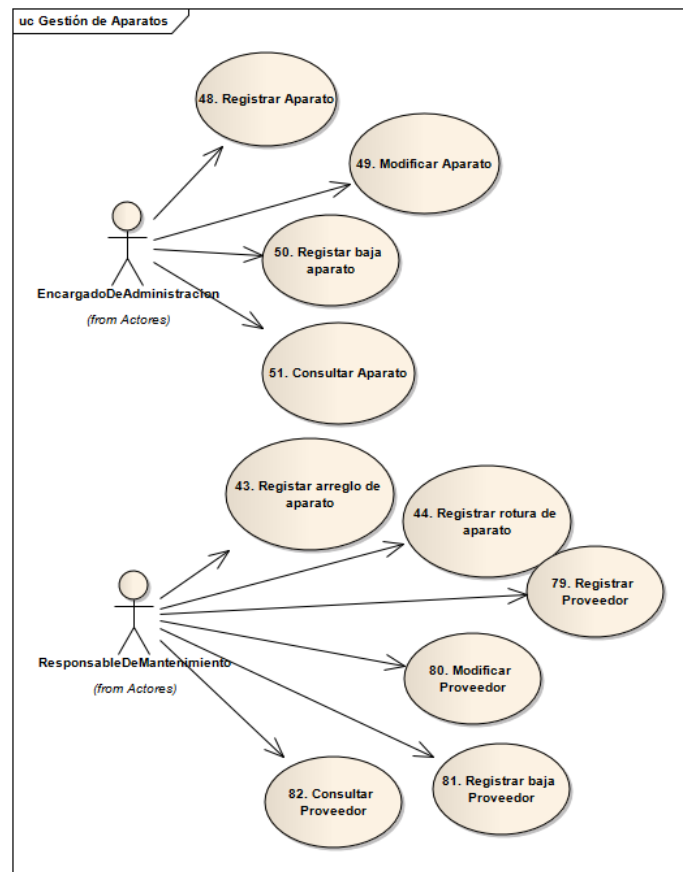 uc Gestión de Aparatos
48. Registrar Aparato
49. Modificar Aparato
50. Registar baja
aparato
EncargadoDeAdministracion
(from Actores)
51. Consultar Aparato
43. Registar arreglo de
aparato
44. Registrar rotura de
aparato
79. Registrar
Proveedor
ResponsableDeMantenimiento
(from Actores)
80. Modificar
Proveedor
81. Registrar baja
Proveedor
82. Consultar
Proveedor